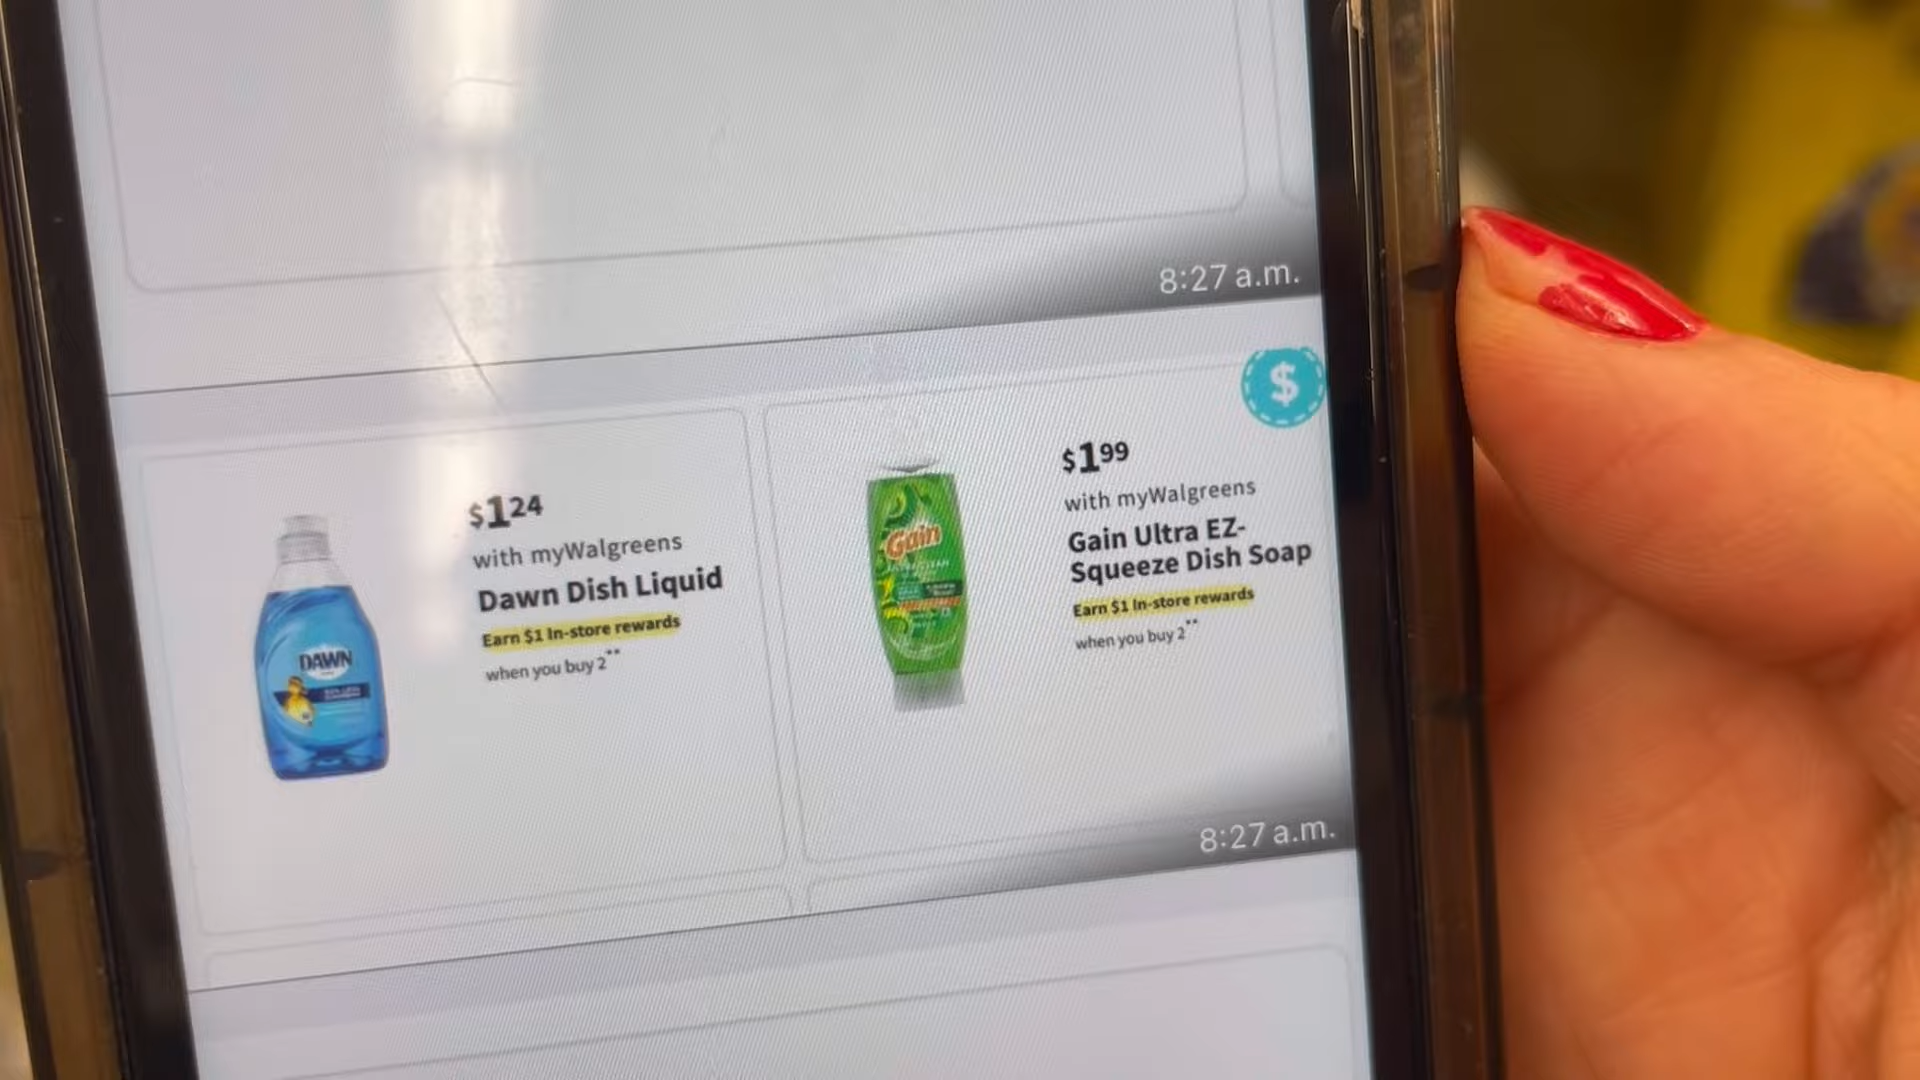 8:27 a.m.
$1 24
with myWalgreens
Dawn Dish Liquid
Earn $1 In-store rewards
when you buy 2**
DAWN
$
$1 99
with myWalgreens
Gain Ultra EZ-
Squeeze Dish Soap
Earn $1 In-store rewards
when you buy 2**
Gain
8:27 a.m.